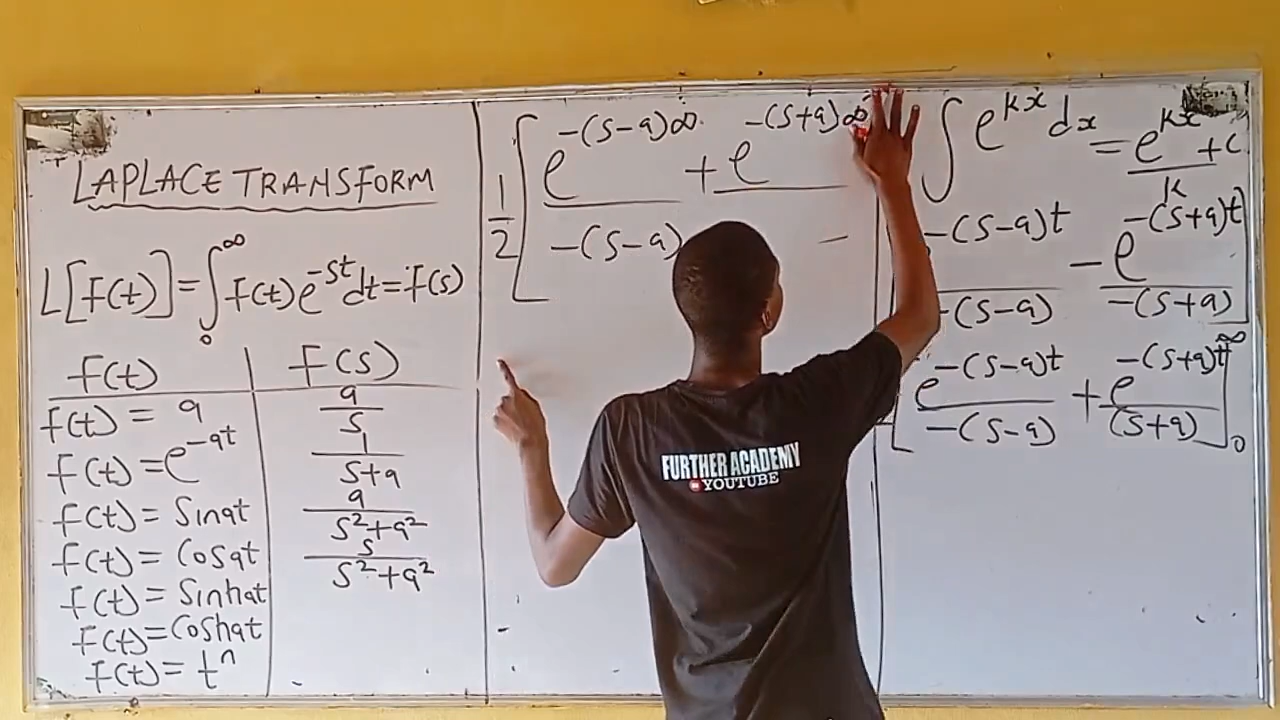 LAPLACE TRANSFORM
L[f(t)] = ∫₀^∞ f(t)e^{-st}dt = f(s)
f(t) | f(s)
f(t) = a | a/s
f(t) = e^{-at} | 1/(s+a)
f(t) = Sinat | a/(s²+a²)
f(t) = Cosat | s/(s²+a²)
f(t) = Sinhat
f(t) = Coshat
f(t) = tⁿ
1/2 [ e^{-(s-a)∞}/-(s-a) + e^{-(s+a)∞}/-
∫ e^{kx} dx = e^{kx}/k + c
-(s-a)t/-(s-a) - e^{-(s+a)t}/-(s+a) ]
[ e^{-(s-a)t}/-(s-a) + e^{-(s+a)t}/(s+a) ]₀^∞
FURTHER ACADEMY
YOUTUBE